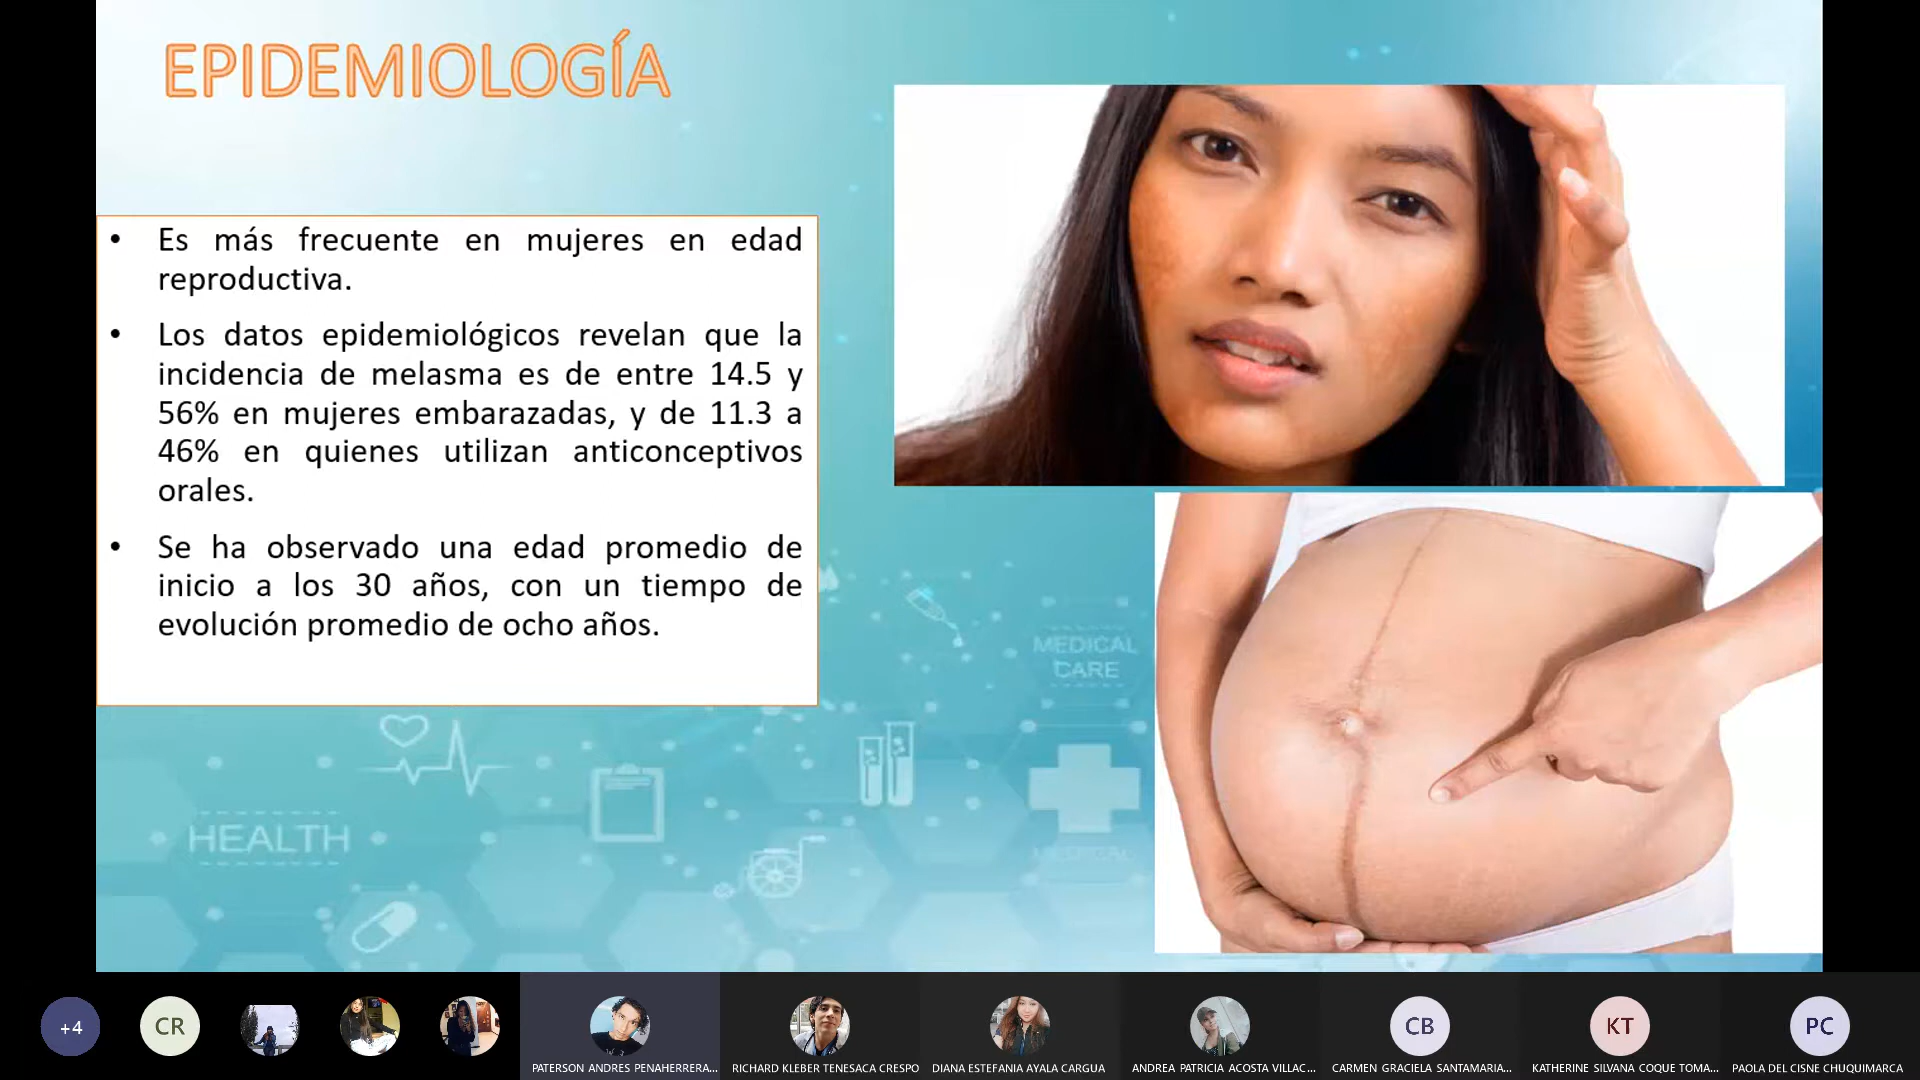 EPIDEMIOLOGÍA
• Es más frecuente en mujeres en edad
reproductiva.
• Los datos epidemiológicos revelan que la
incidencia de melasma es de entre 14.5 y
56% en mujeres embarazadas, y de 11.3 a
46% en quienes utilizan anticonceptivos
orales.
• Se ha observado una edad promedio de
inicio a los 30 años, con un tiempo de
evolución promedio de ocho años.
MEDICAL
CARE
HEALTH
MEDICAL
+4
CR
CB
KT
PC
PATERSON ANDRES PENAHERRERA...
RICHARD KLEBER TENESACA CRESPO
DIANA ESTEFANIA AYALA CARGUA
ANDREA PATRICIA ACOSTA VILLAC...
CARMEN GRACIELA SANTAMARIA...
KATHERINE SILVANA COQUE TOMA...
PAOLA DEL CISNE CHUQUIMARCA